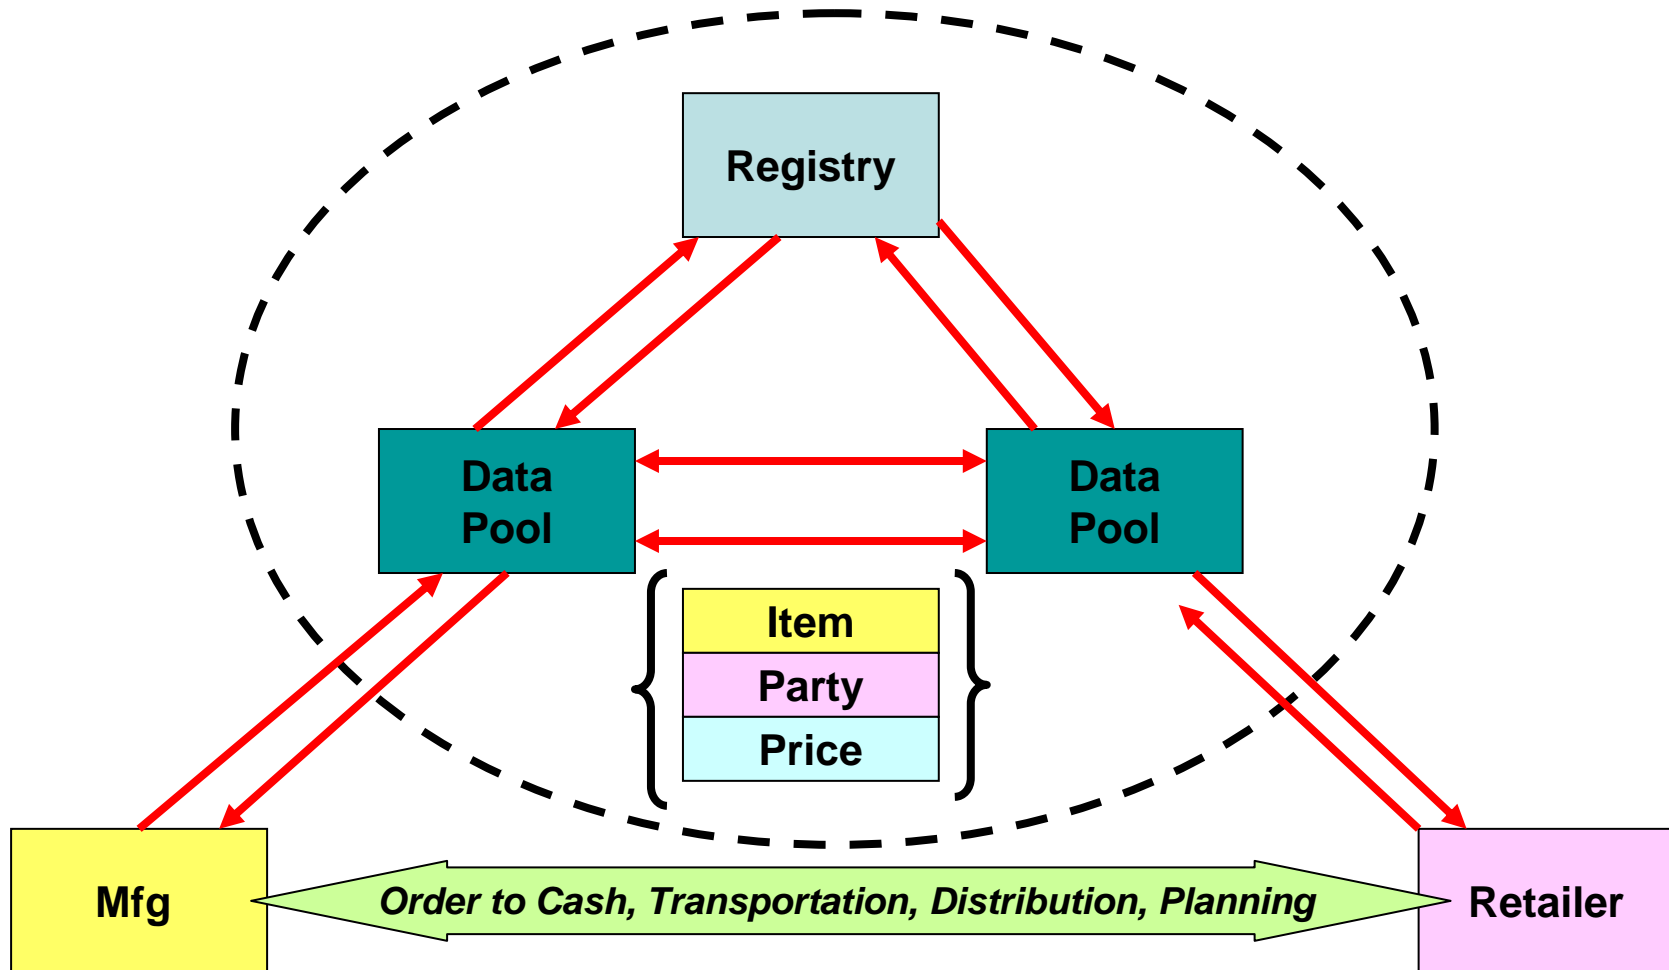 Registry
Data
Pool
Data
Pool
Item
Party
Price
Mfg
Order to Cash, Transportation, Distribution, Planning
Retailer